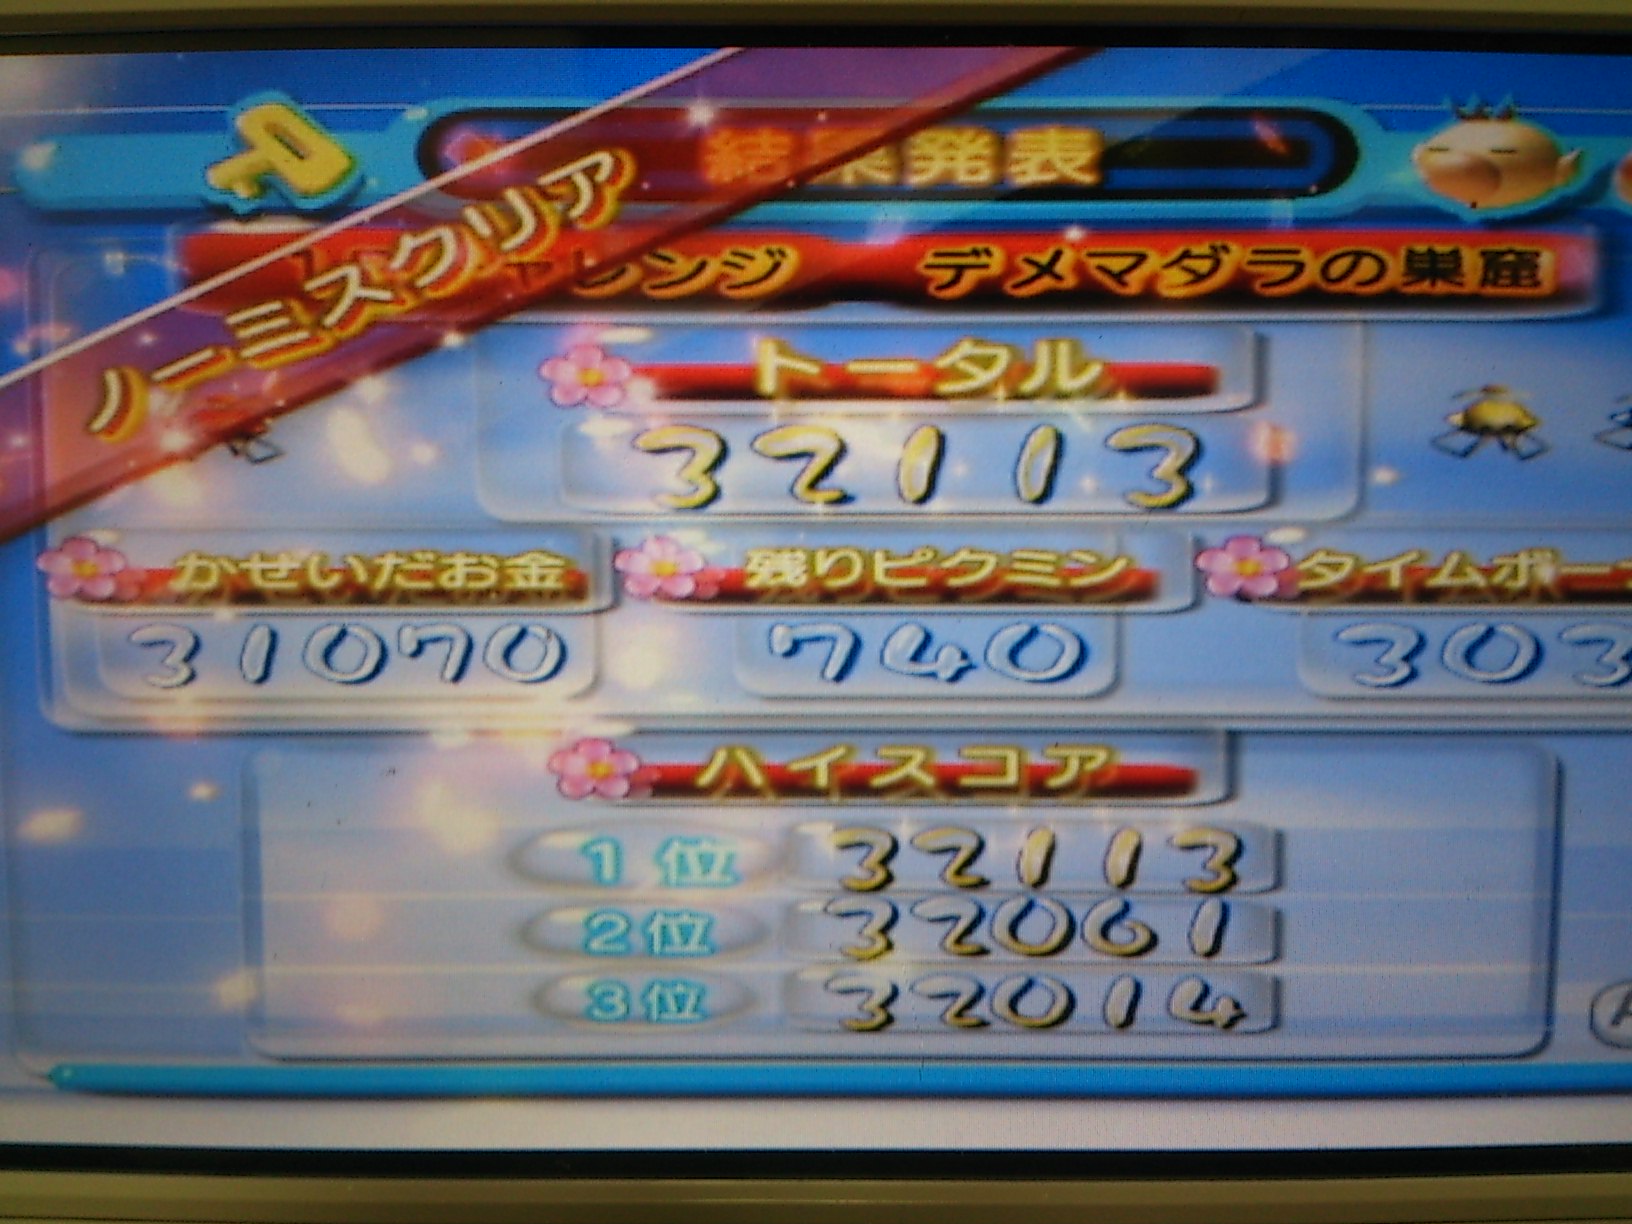 結果発表
ノーミスクリア
チャレンジ デメマダラの巣窟
トータル
32113
かせいだお金 残りピクミン タイムボー
31070 740 303
ハイスコア
1位 32113
2位 32061
3位 32014